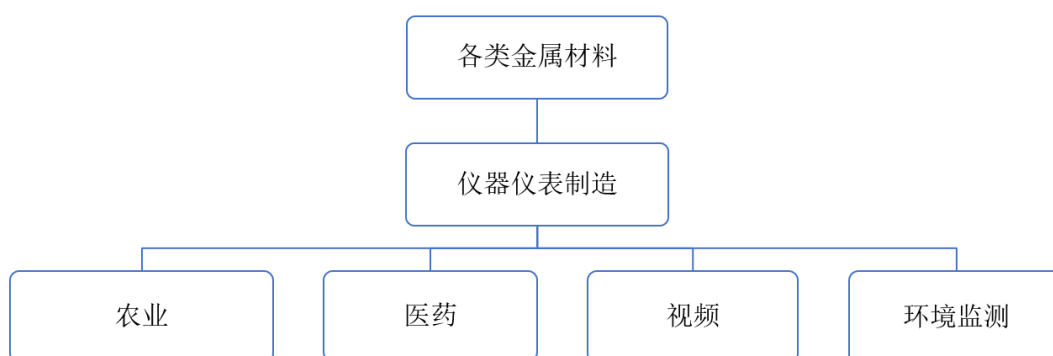 各类金属材料
仪器仪表制造
农业
医药
视频
环境监测